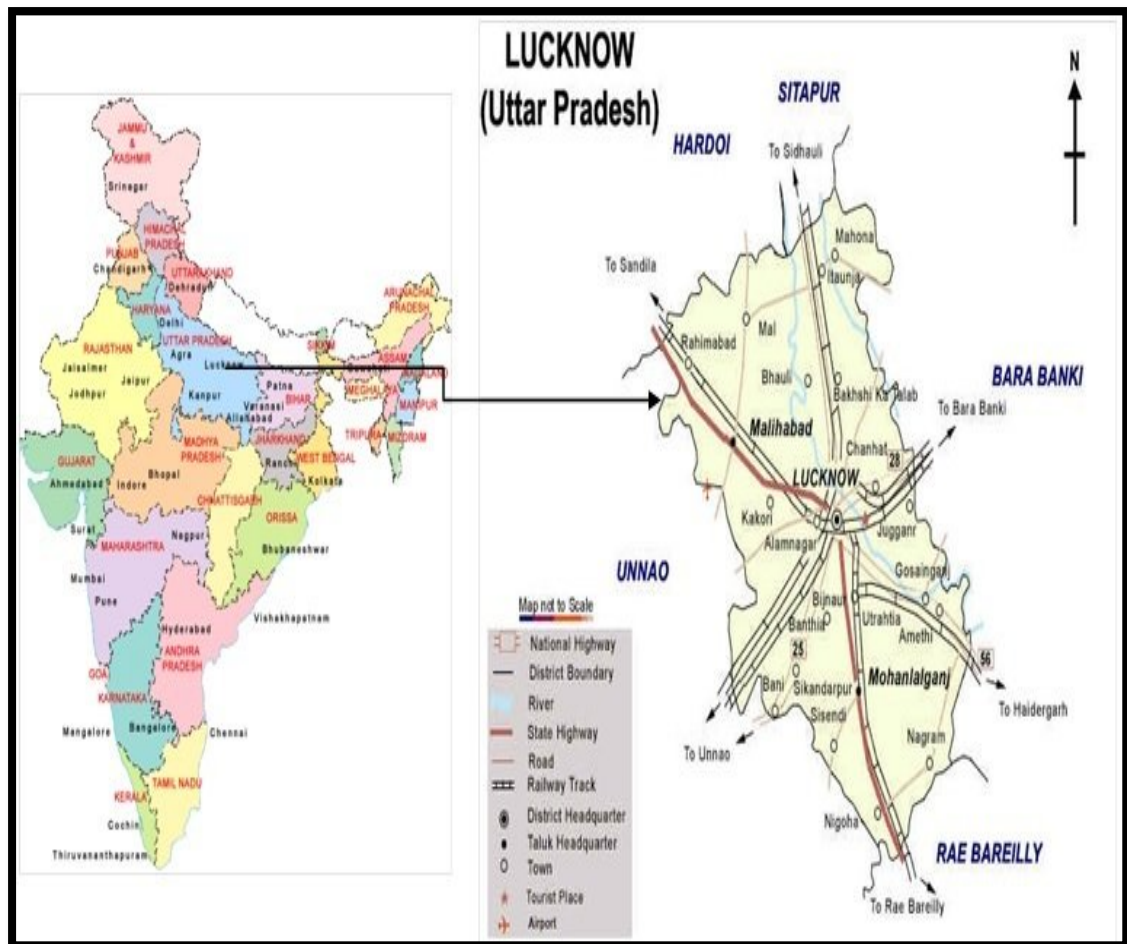 LUCKNOW
(Uttar Pradesh)
N
SITAPUR
HARDOI
To Sidhauli
Mahona
Itaunja
To Sandila
Mal
Rahimabad
Bhauli
Bakhshi Ka Talab
BARA BANKI
To Bara Banki
Malihabad
Chanhat
28
LUCKNOW
Kakori
Alamnagar
Jugganr
UNNAO
Gosainganj
Bijnaur
Utrahtia
Banthia
Amethi
25
56
Mohanlalganj
Bani
Sikandarpur
Sisendi
To Haidergarh
To Unnao
Nagram
Nigoha
RAE BAREILLY
To Rae Bareilly
Map not to Scale
National Highway
District Boundary
River
State Highway
Road
Railway Track
District Headquarter
Taluk Headquarter
Town
Tourist Place
Airport
JAMMU
&
KASHMIR
Srinagar
HIMACHAL
PRADESH
PUNJAB
Chandigarh
UTTARAKHAND
Dehradun
HARYANA
Delhi
ARUNACHAL
PRADESH
RAJASTHAN
UTTAR PRADESH
Agra
Lucknow
SIKKIM
ASSAM
Jaisalmer
Jaipur
Jodhpur
Kanpur
Patna
BIHAR
Varanasi
Allahabad
MEGHALAYA
MANIPUR
TRIPURA
MIZORAM
GUJARAT
Ahmedabad
MADHYA
PRADESH
Bhopal
Indore
JHARKHAND
Ranchi
WEST BENGAL
Kolkata
CHHATTISGARH
ORISSA
Surat
MAHARASHTRA
Nagpur
Bhubaneshwar
Mumbai
Pune
Vishakhapatnam
Hyderabad
ANDHRA
PRADESH
GOA
KARNATAKA
Mangalore
Bangalore
Chennai
TAMIL NADU
KERALA
Cochin
Thiruvananthapuram